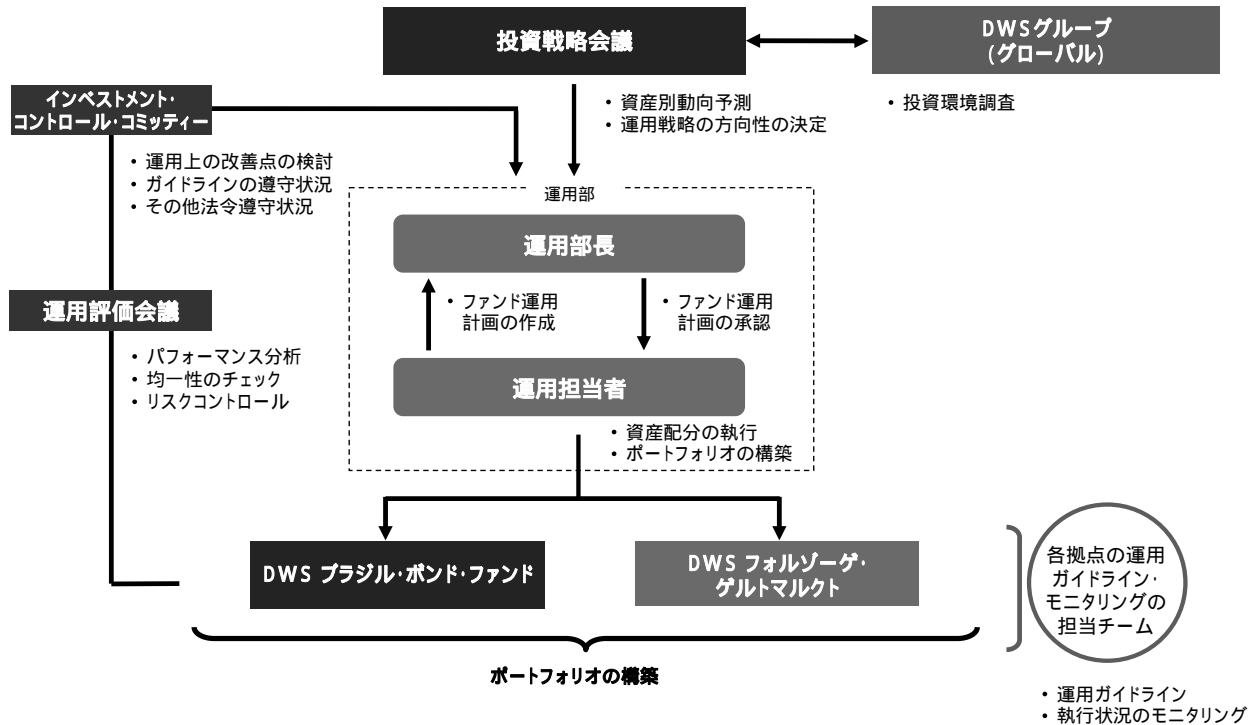 投資戦略会議
DWSグループ
(グローバル)
・資産別動向予測
・運用戦略の方向性の決定
・投資環境調査
インベストメント・
コントロール・コミッティー
・運用上の改善点の検討
・ガイドラインの遵守状況
・その他法令遵守状況
運用部
運用部長
・ファンド運用
計画の作成
・ファンド運用
計画の承認
運用評価会議
・パフォーマンス分析
・均一性のチェック
・リスクコントロール
運用担当者
・資産配分の執行
・ポートフォリオの構築
DWS ブラジル・ボンド・ファンド
DWS フォルゾーゲ・
ゲルトマルクト
各拠点の運用
ガイドライン・
モニタリングの
担当チーム
ポートフォリオの構築
・運用ガイドライン
・執行状況のモニタリング